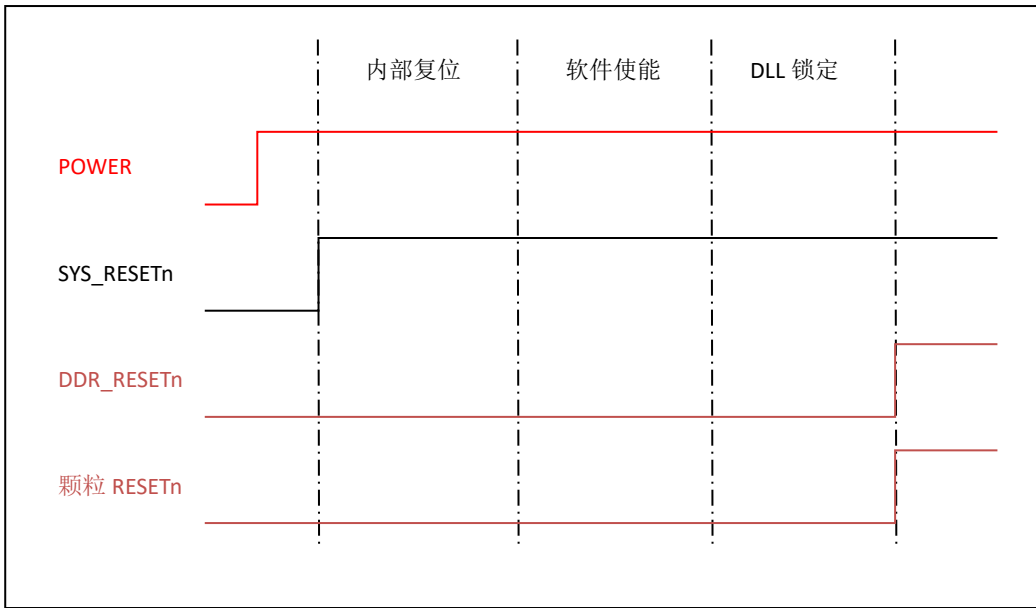 内部复位 软件使能 DLL 锁定
POWER
SYS_RESETn
DDR_RESETn
颗粒 RESETn